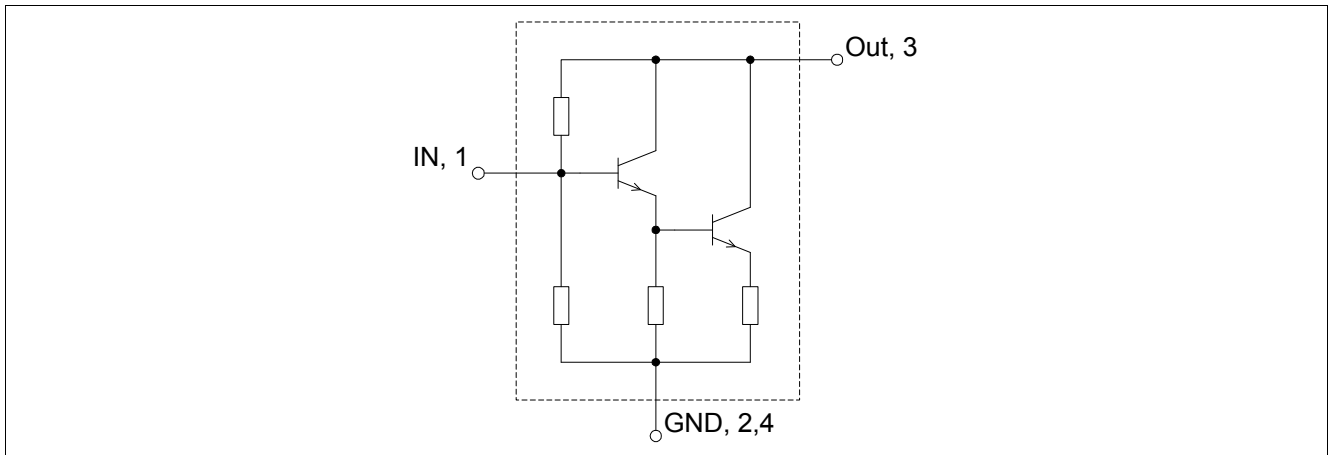 Out, 3
IN, 1
GND, 2,4